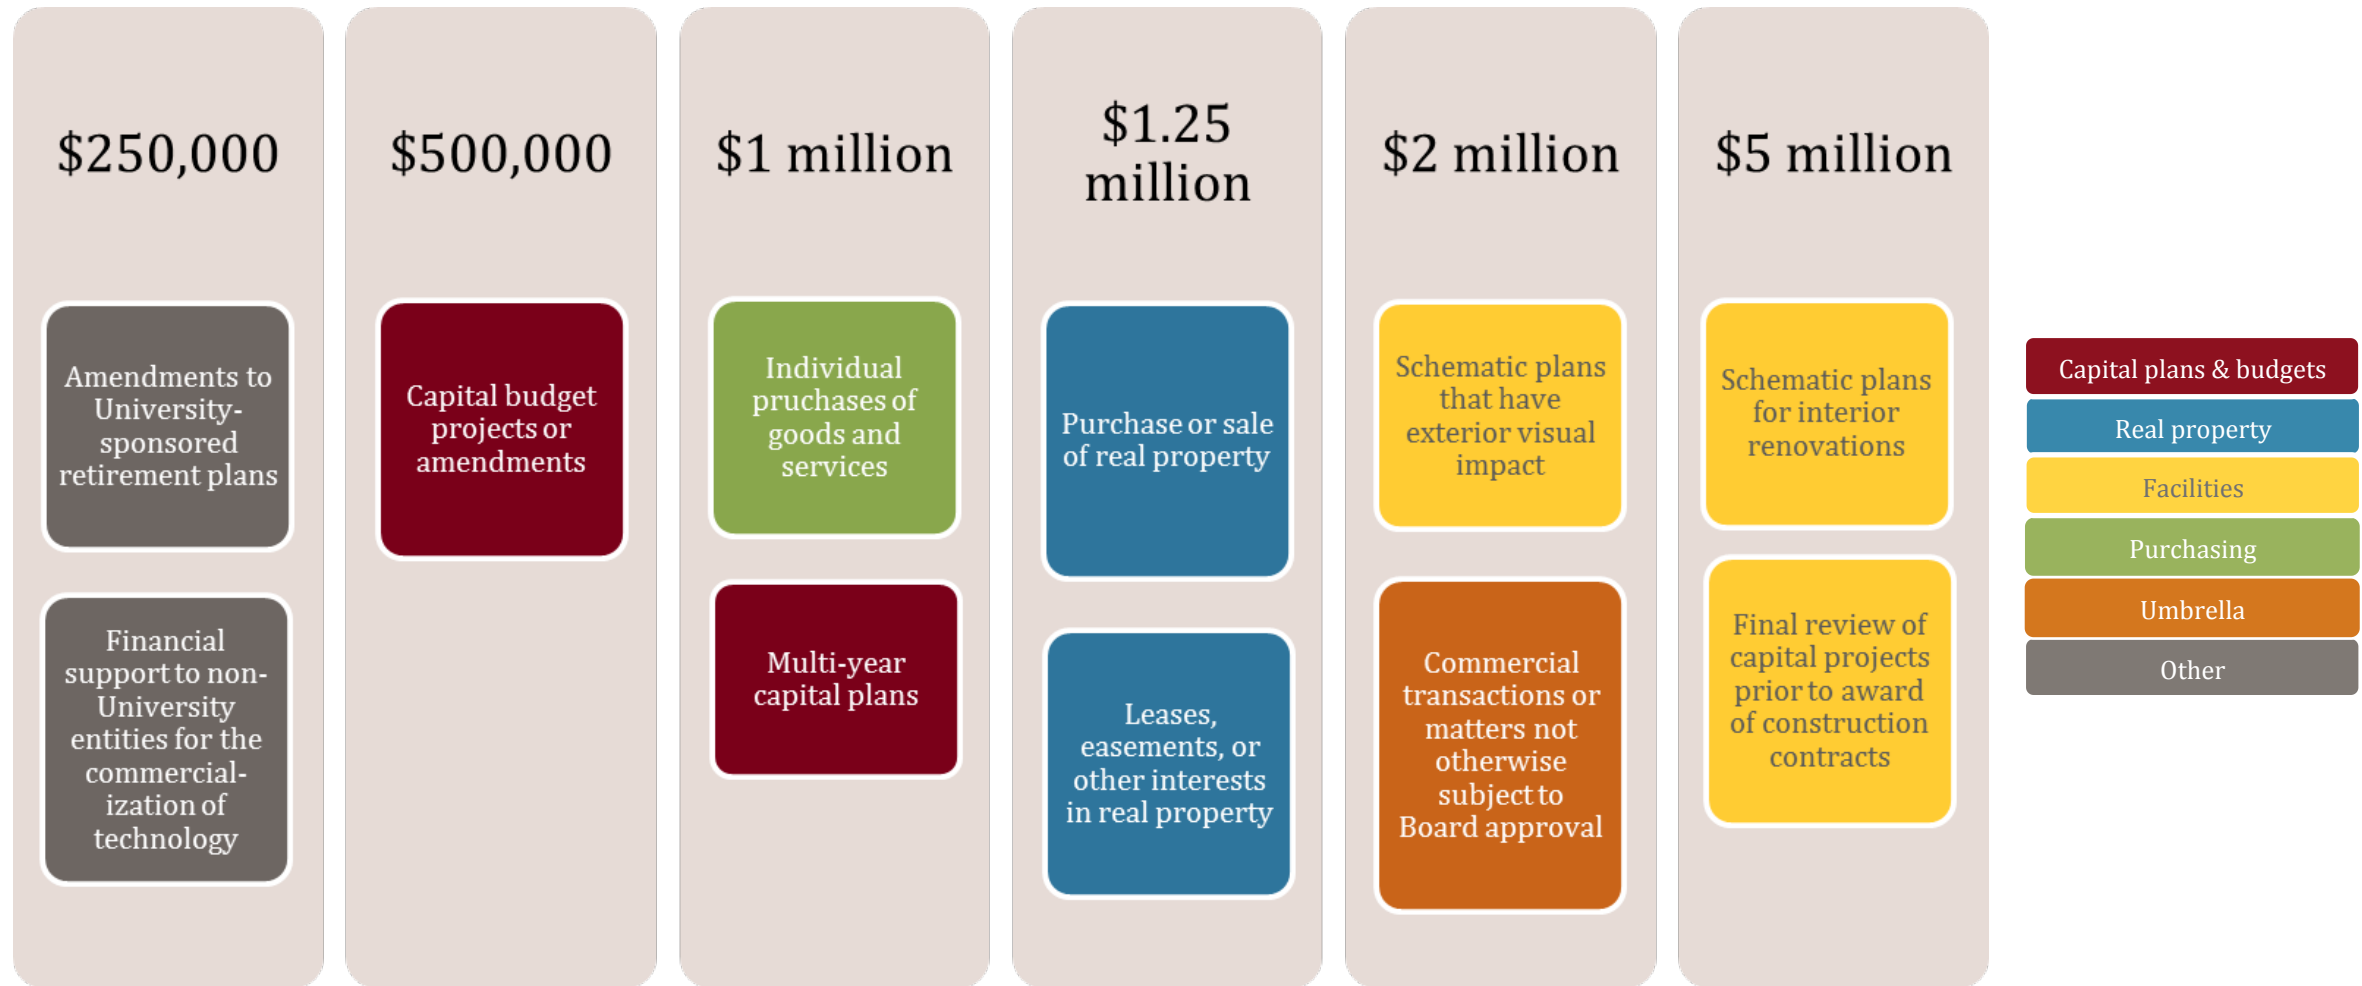 $250,000
Amendments to
University-
sponsored
retirement plans
Financial
support to non-
University
entities for the
commercial-
ization of
technology
$500,000
Capital budget
projects or
amendments
$1 million
Individual
pruchases of
goods and
services
Multi-year
capital plans
$1.25
million
Purchase or sale
of real property
Leases,
easements, or
other interests
in real property
$2 million
Schematic plans
that have
exterior visual
impact
Commercial
transactions or
matters not
otherwise
subject to
Board approval
$5 million
Schematic plans
for interior
renovations
Final review of
capital projects
prior to award
of construction
contracts
Capital plans & budgets
Real property
Facilities
Purchasing
Umbrella
Other